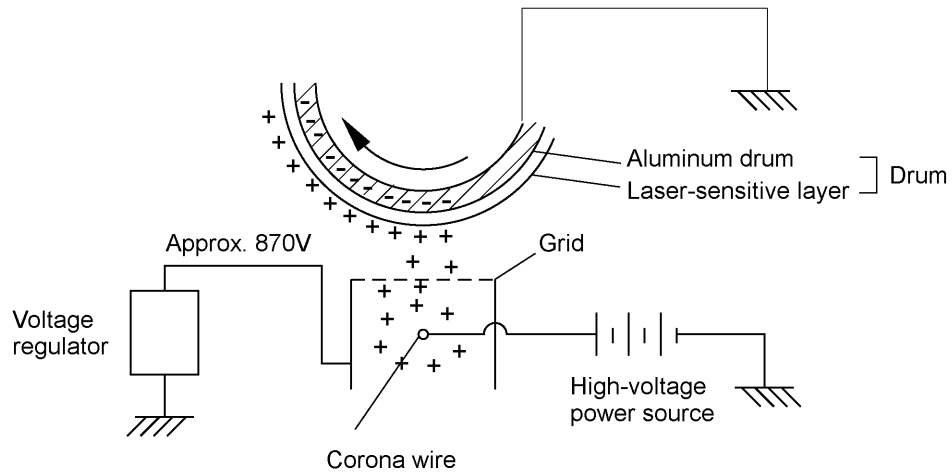 Aluminum drum
Laser-sensitive layer
Drum
Approx. 870V
Grid
Voltage
regulator
High-voltage
power source
Corona wire